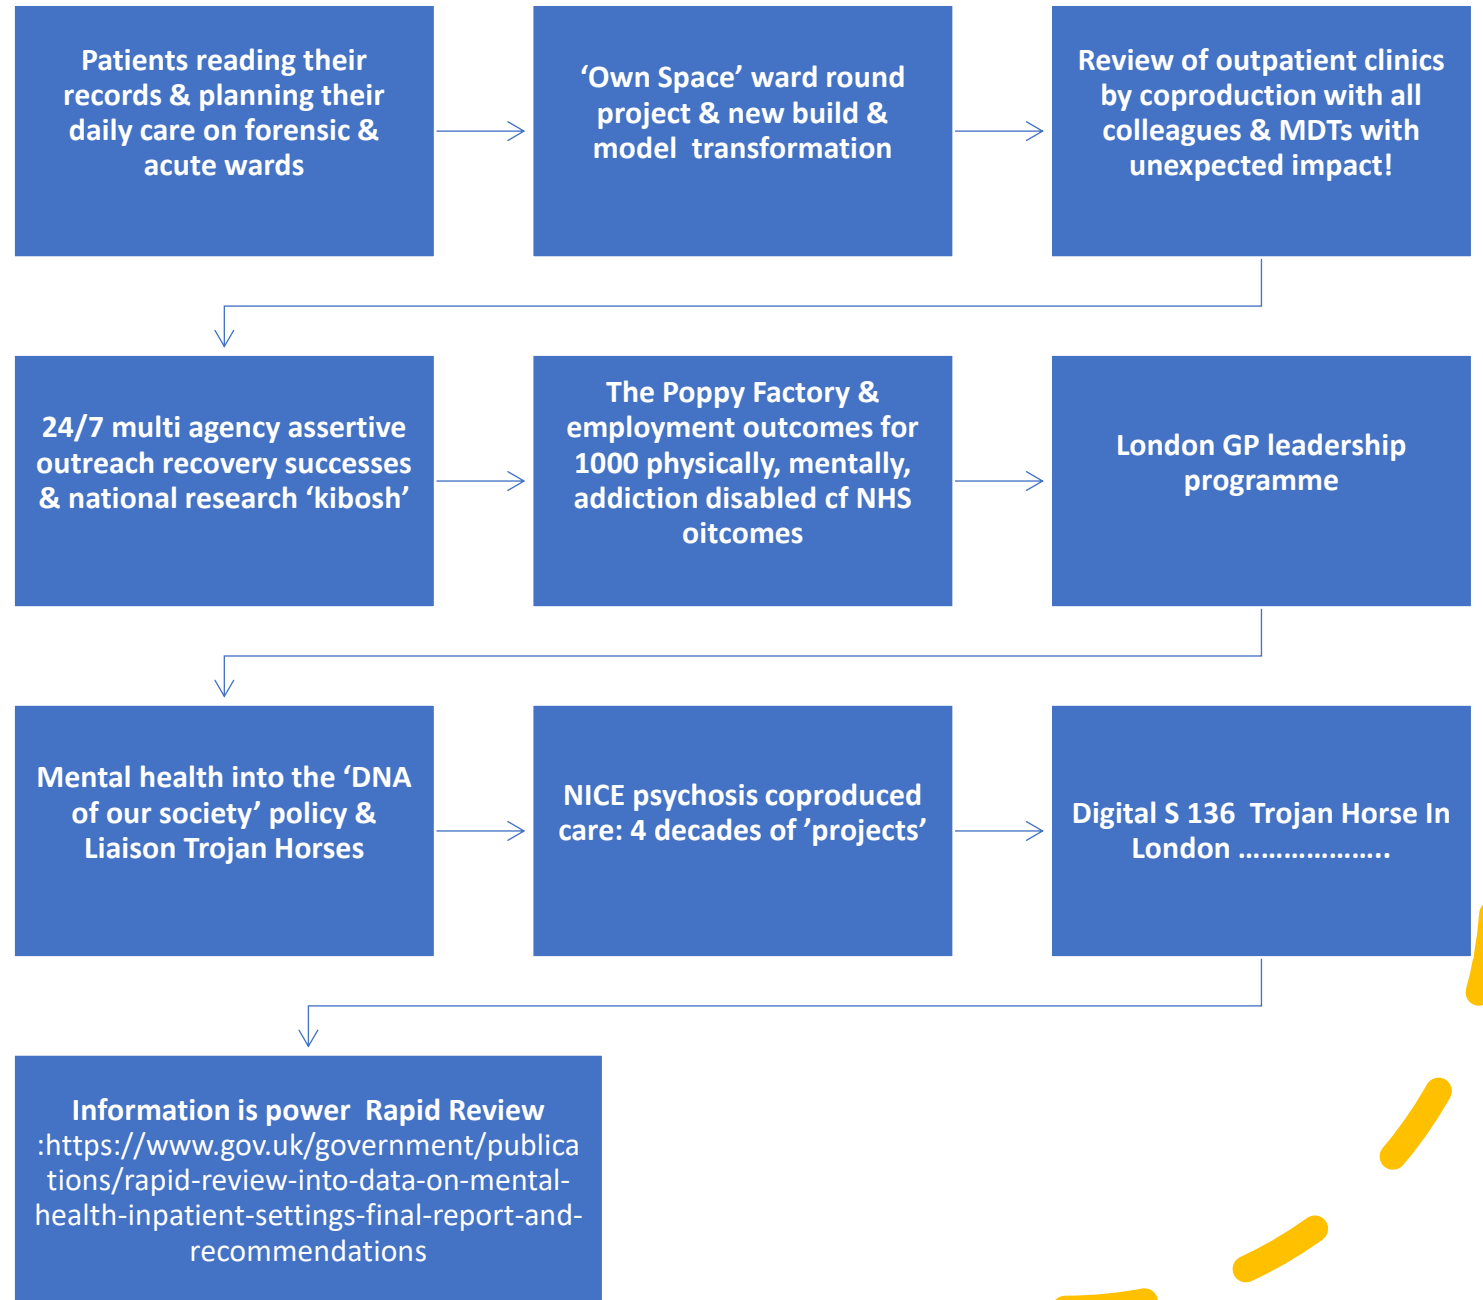 Patients reading their
records & planning their
daily care on forensic &
acute wards
‘Own Space’ ward round
project & new build &
model  transformation
Review of outpatient clinics
by coproduction with all
colleagues & MDTs with
unexpected impact!
24/7 multi agency assertive
outreach recovery successes
& national research ‘kibosh’
The Poppy Factory &
employment outcomes for
1000 physically, mentally,
addiction disabled cf NHS
oitcomes
London GP leadership
programme
Mental health into the ‘DNA
of our society’ policy &
Liaison Trojan Horses
NICE psychosis coproduced
care: 4 decades of ’projects’
Digital S 136  Trojan Horse In
London ………………..
Information is power  Rapid Review
:https://www.gov.uk/government/publica
tions/rapid-review-into-data-on-mental-
health-inpatient-settings-final-report-and-
recommendations